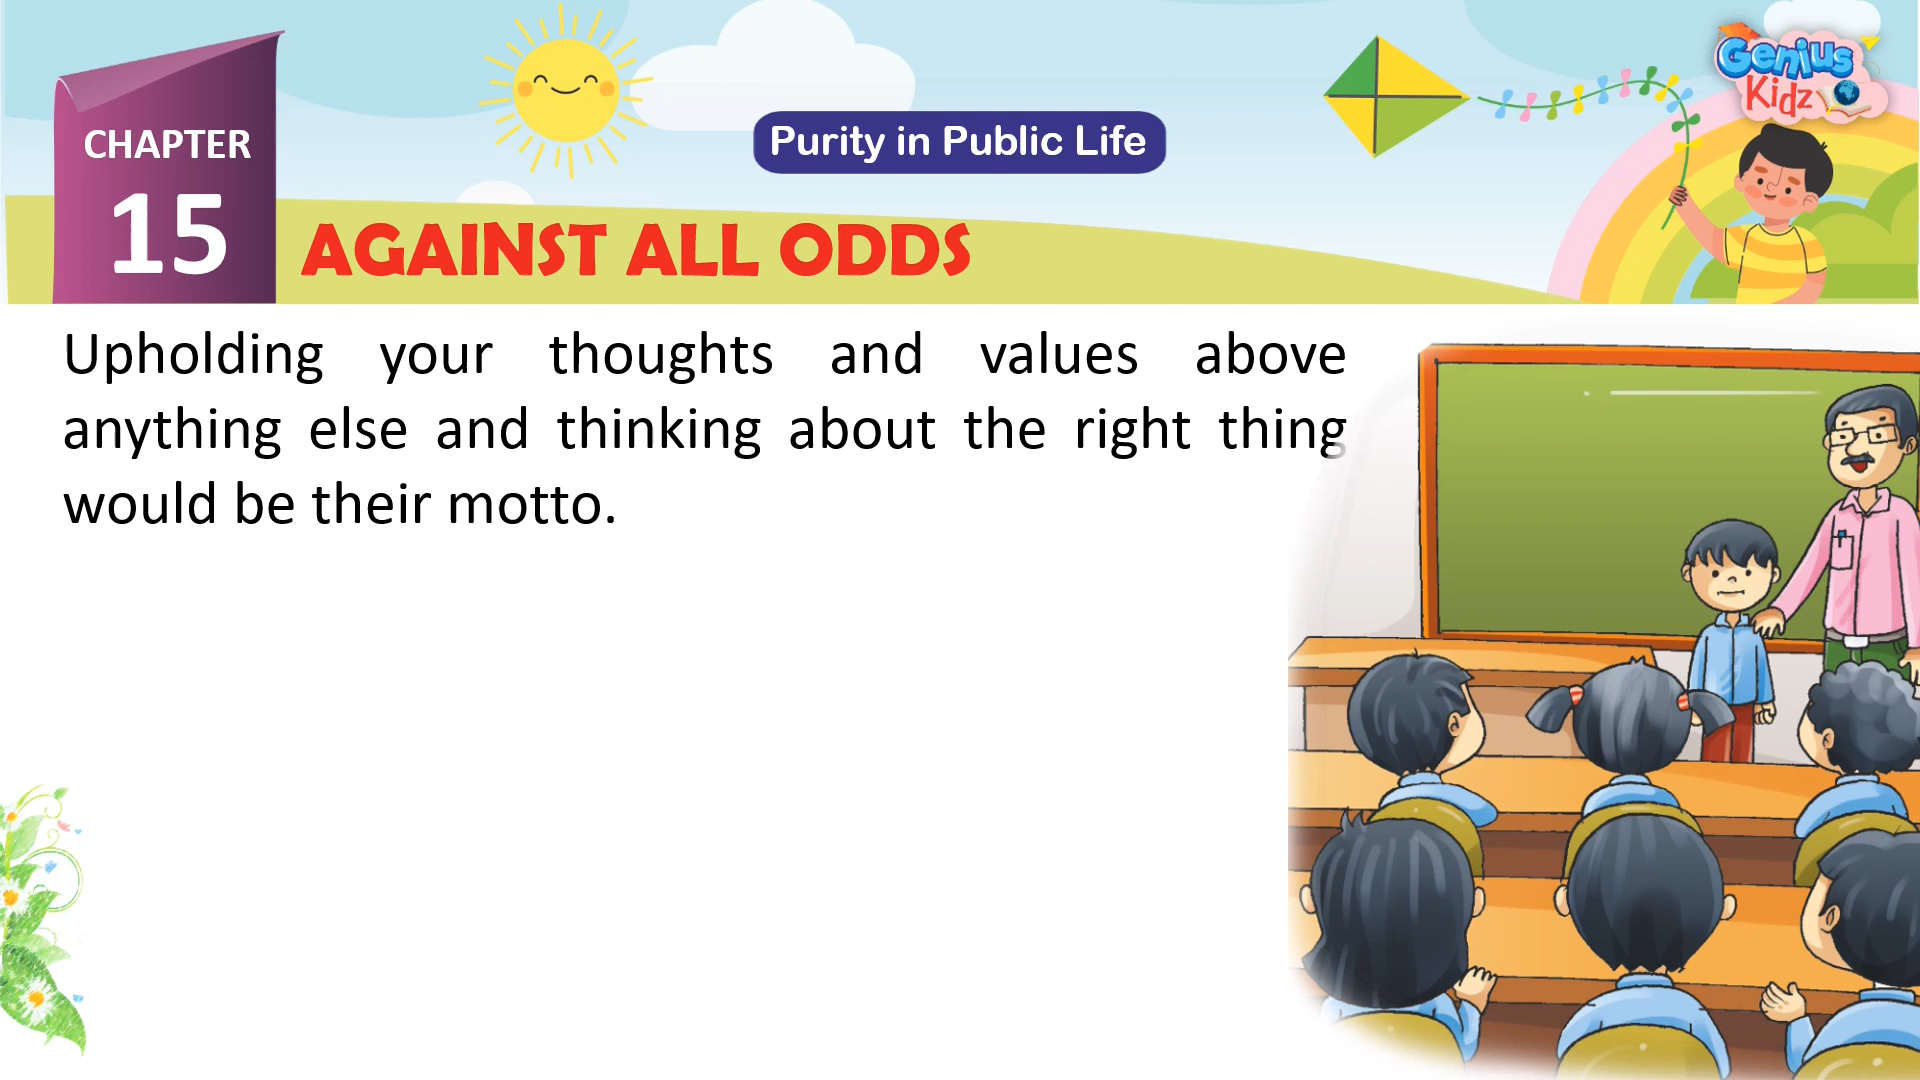 Genius
Kidz
CHAPTER
15
Purity in Public Life
AGAINST ALL ODDS
Upholding your thoughts and values above
anything else and thinking about the right thing
would be their motto.